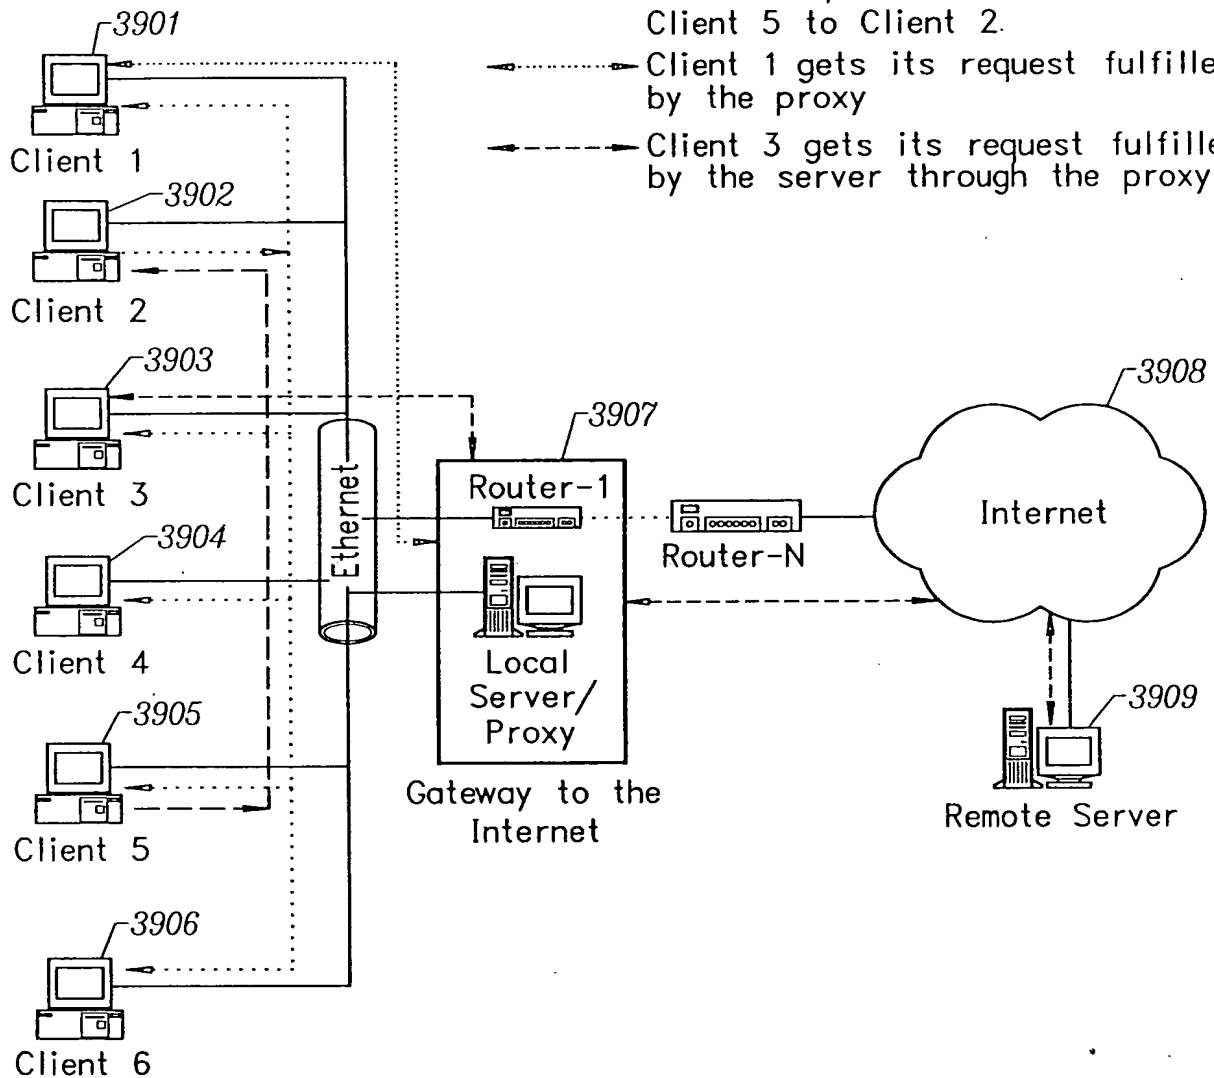 Client 5 to Client 2.
Client 1 gets its request
by the proxy
Client 3 gets its request
by the server through the proxy
3901
Client 1
3902
Client 2
3903
Client 3
3904
Client 4
3905
Client 5
3906
Client 6
Ethernet
3907
Router-1
Local
Server/
Proxy
Gateway to the
Internet
Router-N
3908
Internet
3909
Remote Server